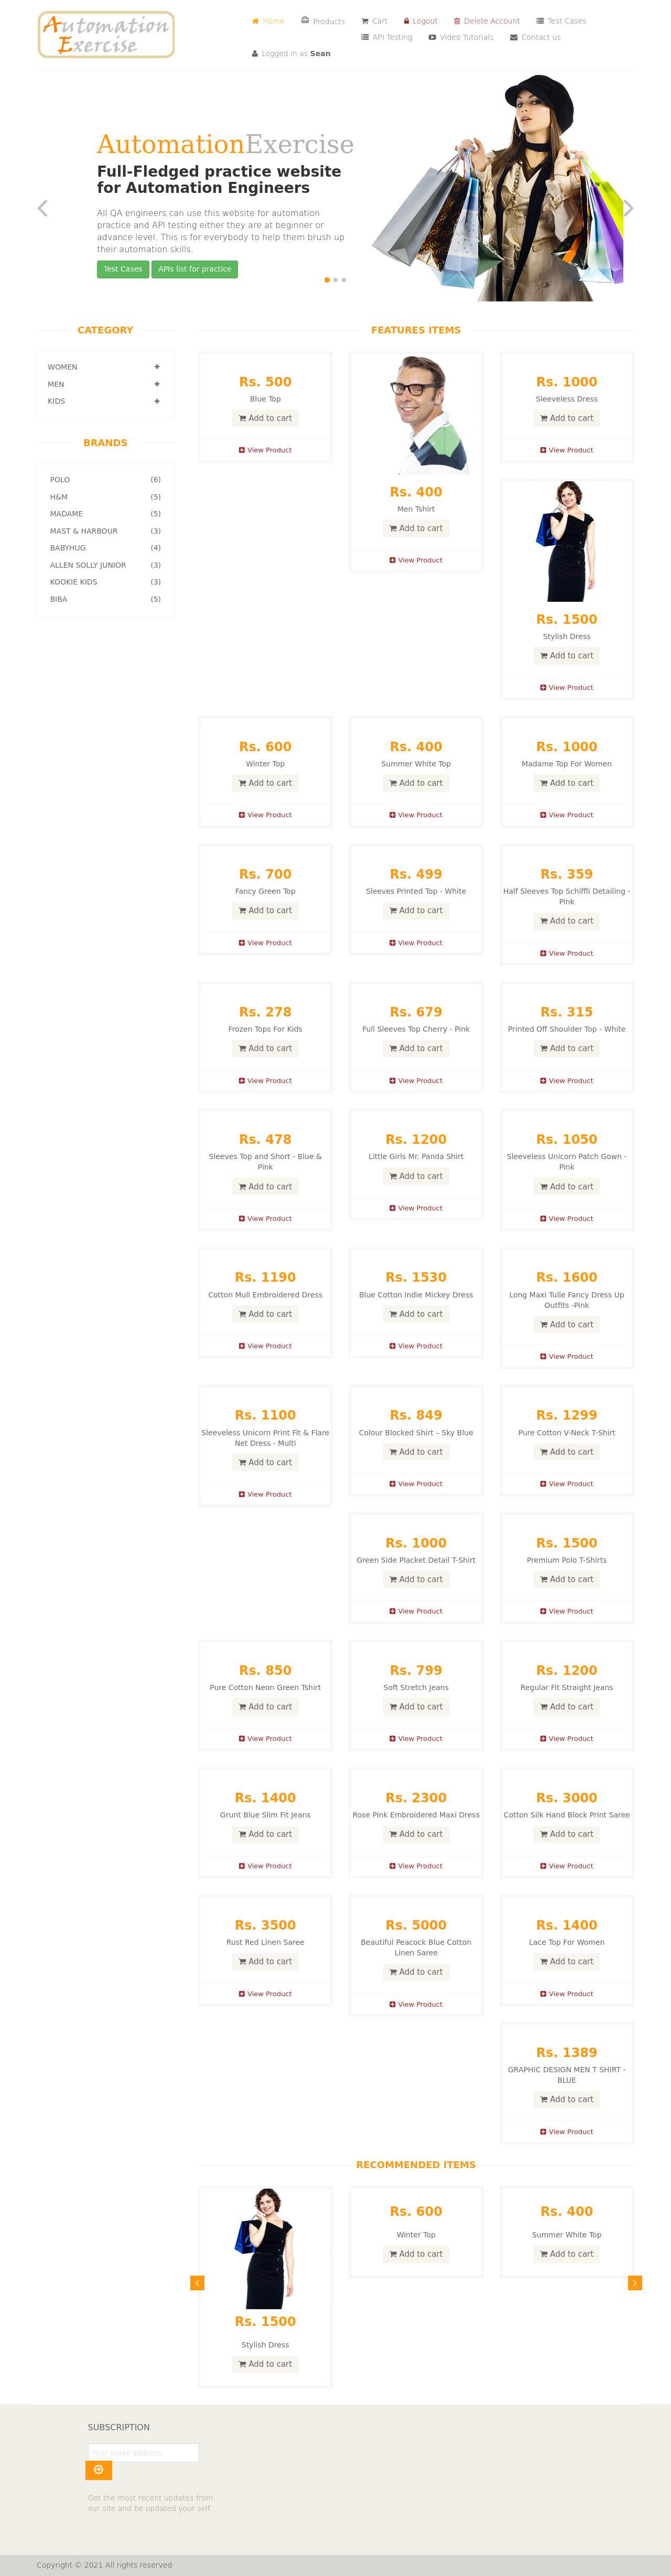 Automation
Exercise
Home
Products
Cart
Logout
Delete Account
Test Cases
API Testing
Video Tutorials
Contact us
Logged in as Sean
AutomationExercise
Full-Fledged practice website
for Automation Engineers
All QA engineers can use this website for automation
practice and API testing either they are at beginner or
advance level. This is for everybody to help them brush up
their automation skills.
Test Cases
APIs list for practice
CATEGORY
WOMEN
MEN
KIDS
BRANDS
POLO (6)
H&M (5)
MADAME (5)
MAST & HARBOUR (3)
BABYHUG (4)
ALLEN SOLLY JUNIOR (3)
KOOKIE KIDS (3)
BIBA (5)
FEATURES ITEMS
Rs. 500
Blue Top
Add to cart
View Product
Rs. 400
Men Tshirt
Add to cart
View Product
Rs. 1000
Sleeveless Dress
Add to cart
View Product
Rs. 1500
Stylish Dress
Add to cart
View Product
Rs. 600
Winter Top
Add to cart
View Product
Rs. 400
Summer White Top
Add to cart
View Product
Rs. 1000
Madame Top For Women
Add to cart
View Product
Rs. 700
Fancy Green Top
Add to cart
View Product
Rs. 499
Sleeves Printed Top - White
Add to cart
View Product
Rs. 359
Half Sleeves Top Schiffli Detailing -
Pink
Add to cart
View Product
Rs. 278
Frozen Tops For Kids
Add to cart
View Product
Rs. 679
Full Sleeves Top Cherry - Pink
Add to cart
View Product
Rs. 315
Printed Off Shoulder Top - White
Add to cart
View Product
Rs. 478
Sleeves Top and Short - Blue &
Pink
Add to cart
View Product
Rs. 1200
Little Girls Mr. Panda Shirt
Add to cart
View Product
Rs. 1050
Sleeveless Unicorn Patch Gown -
Pink
Add to cart
View Product
Rs. 1190
Cotton Mull Embroidered Dress
Add to cart
View Product
Rs. 1530
Blue Cotton Indie Mickey Dress
Add to cart
View Product
Rs. 1600
Long Maxi Tulle Fancy Dress Up
Outfits -Pink
Add to cart
View Product
Rs. 1100
Sleeveless Unicorn Print Fit & Flare
Net Dress - Multi
Add to cart
View Product
Rs. 849
Colour Blocked Shirt – Sky Blue
Add to cart
View Product
Rs. 1299
Pure Cotton V-Neck T-Shirt
Add to cart
View Product
Rs. 1000
Green Side Placket Detail T-Shirt
Add to cart
View Product
Rs. 1500
Premium Polo T-Shirts
Add to cart
View Product
Rs. 850
Pure Cotton Neon Green Tshirt
Add to cart
View Product
Rs. 799
Soft Stretch Jeans
Add to cart
View Product
Rs. 1200
Regular Fit Straight Jeans
Add to cart
View Product
Rs. 1400
Grunt Blue Slim Fit Jeans
Add to cart
View Product
Rs. 2300
Rose Pink Embroidered Maxi Dress
Add to cart
View Product
Rs. 3000
Cotton Silk Hand Block Print Saree
Add to cart
View Product
Rs. 3500
Rust Red Linen Saree
Add to cart
View Product
Rs. 5000
Beautiful Peacock Blue Cotton
Linen Saree
Add to cart
View Product
Rs. 1400
Lace Top For Women
Add to cart
View Product
Rs. 1389
GRAPHIC DESIGN MEN T SHIRT -
BLUE
Add to cart
View Product
RECOMMENDED ITEMS
Rs. 1500
Stylish Dress
Add to cart
Rs. 600
Winter Top
Add to cart
Rs. 400
Summer White Top
Add to cart
SUBSCRIPTION
Your email address
Get the most recent updates from
our site and be updated your self...
Copyright © 2021 All rights reserved